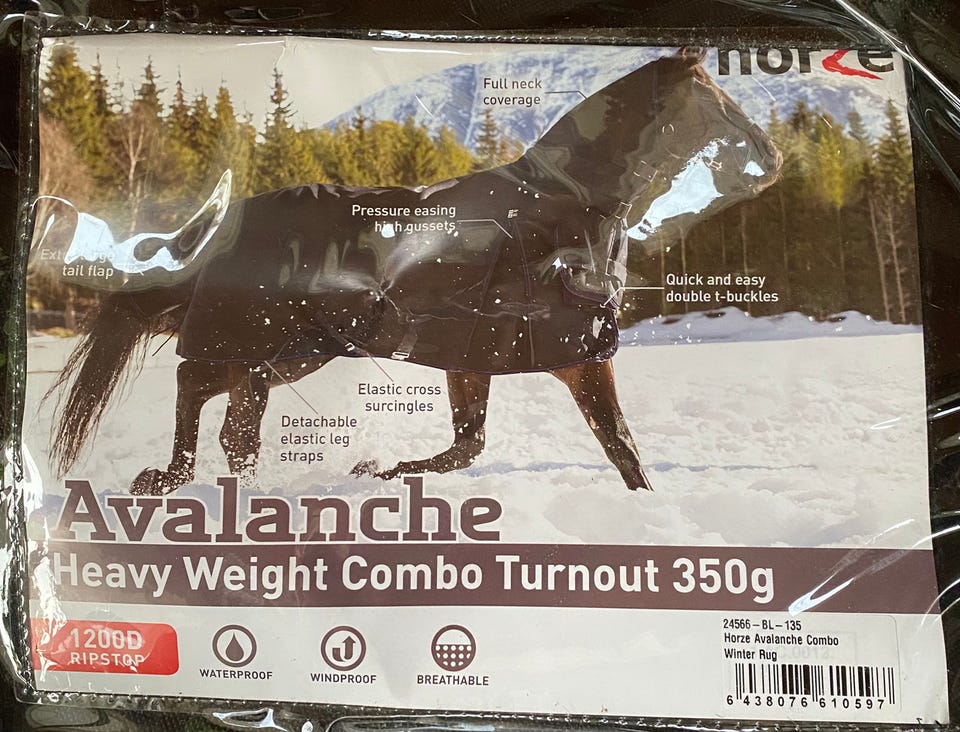 horze
Full neck
coverage
Pressure easing
high gussets
tail flap
Quick and easy
double t-buckles
Elastic cross
surcingles
Detachable
elastic leg
straps
Avalanche
Heavy Weight Combo Turnout 350g
1200D
RIPSTOP
WATERPROOF
WINDPROOF
BREATHABLE
24566-BL-135
Horze Avalanche Combo
Winter Rug
6 438076 610597